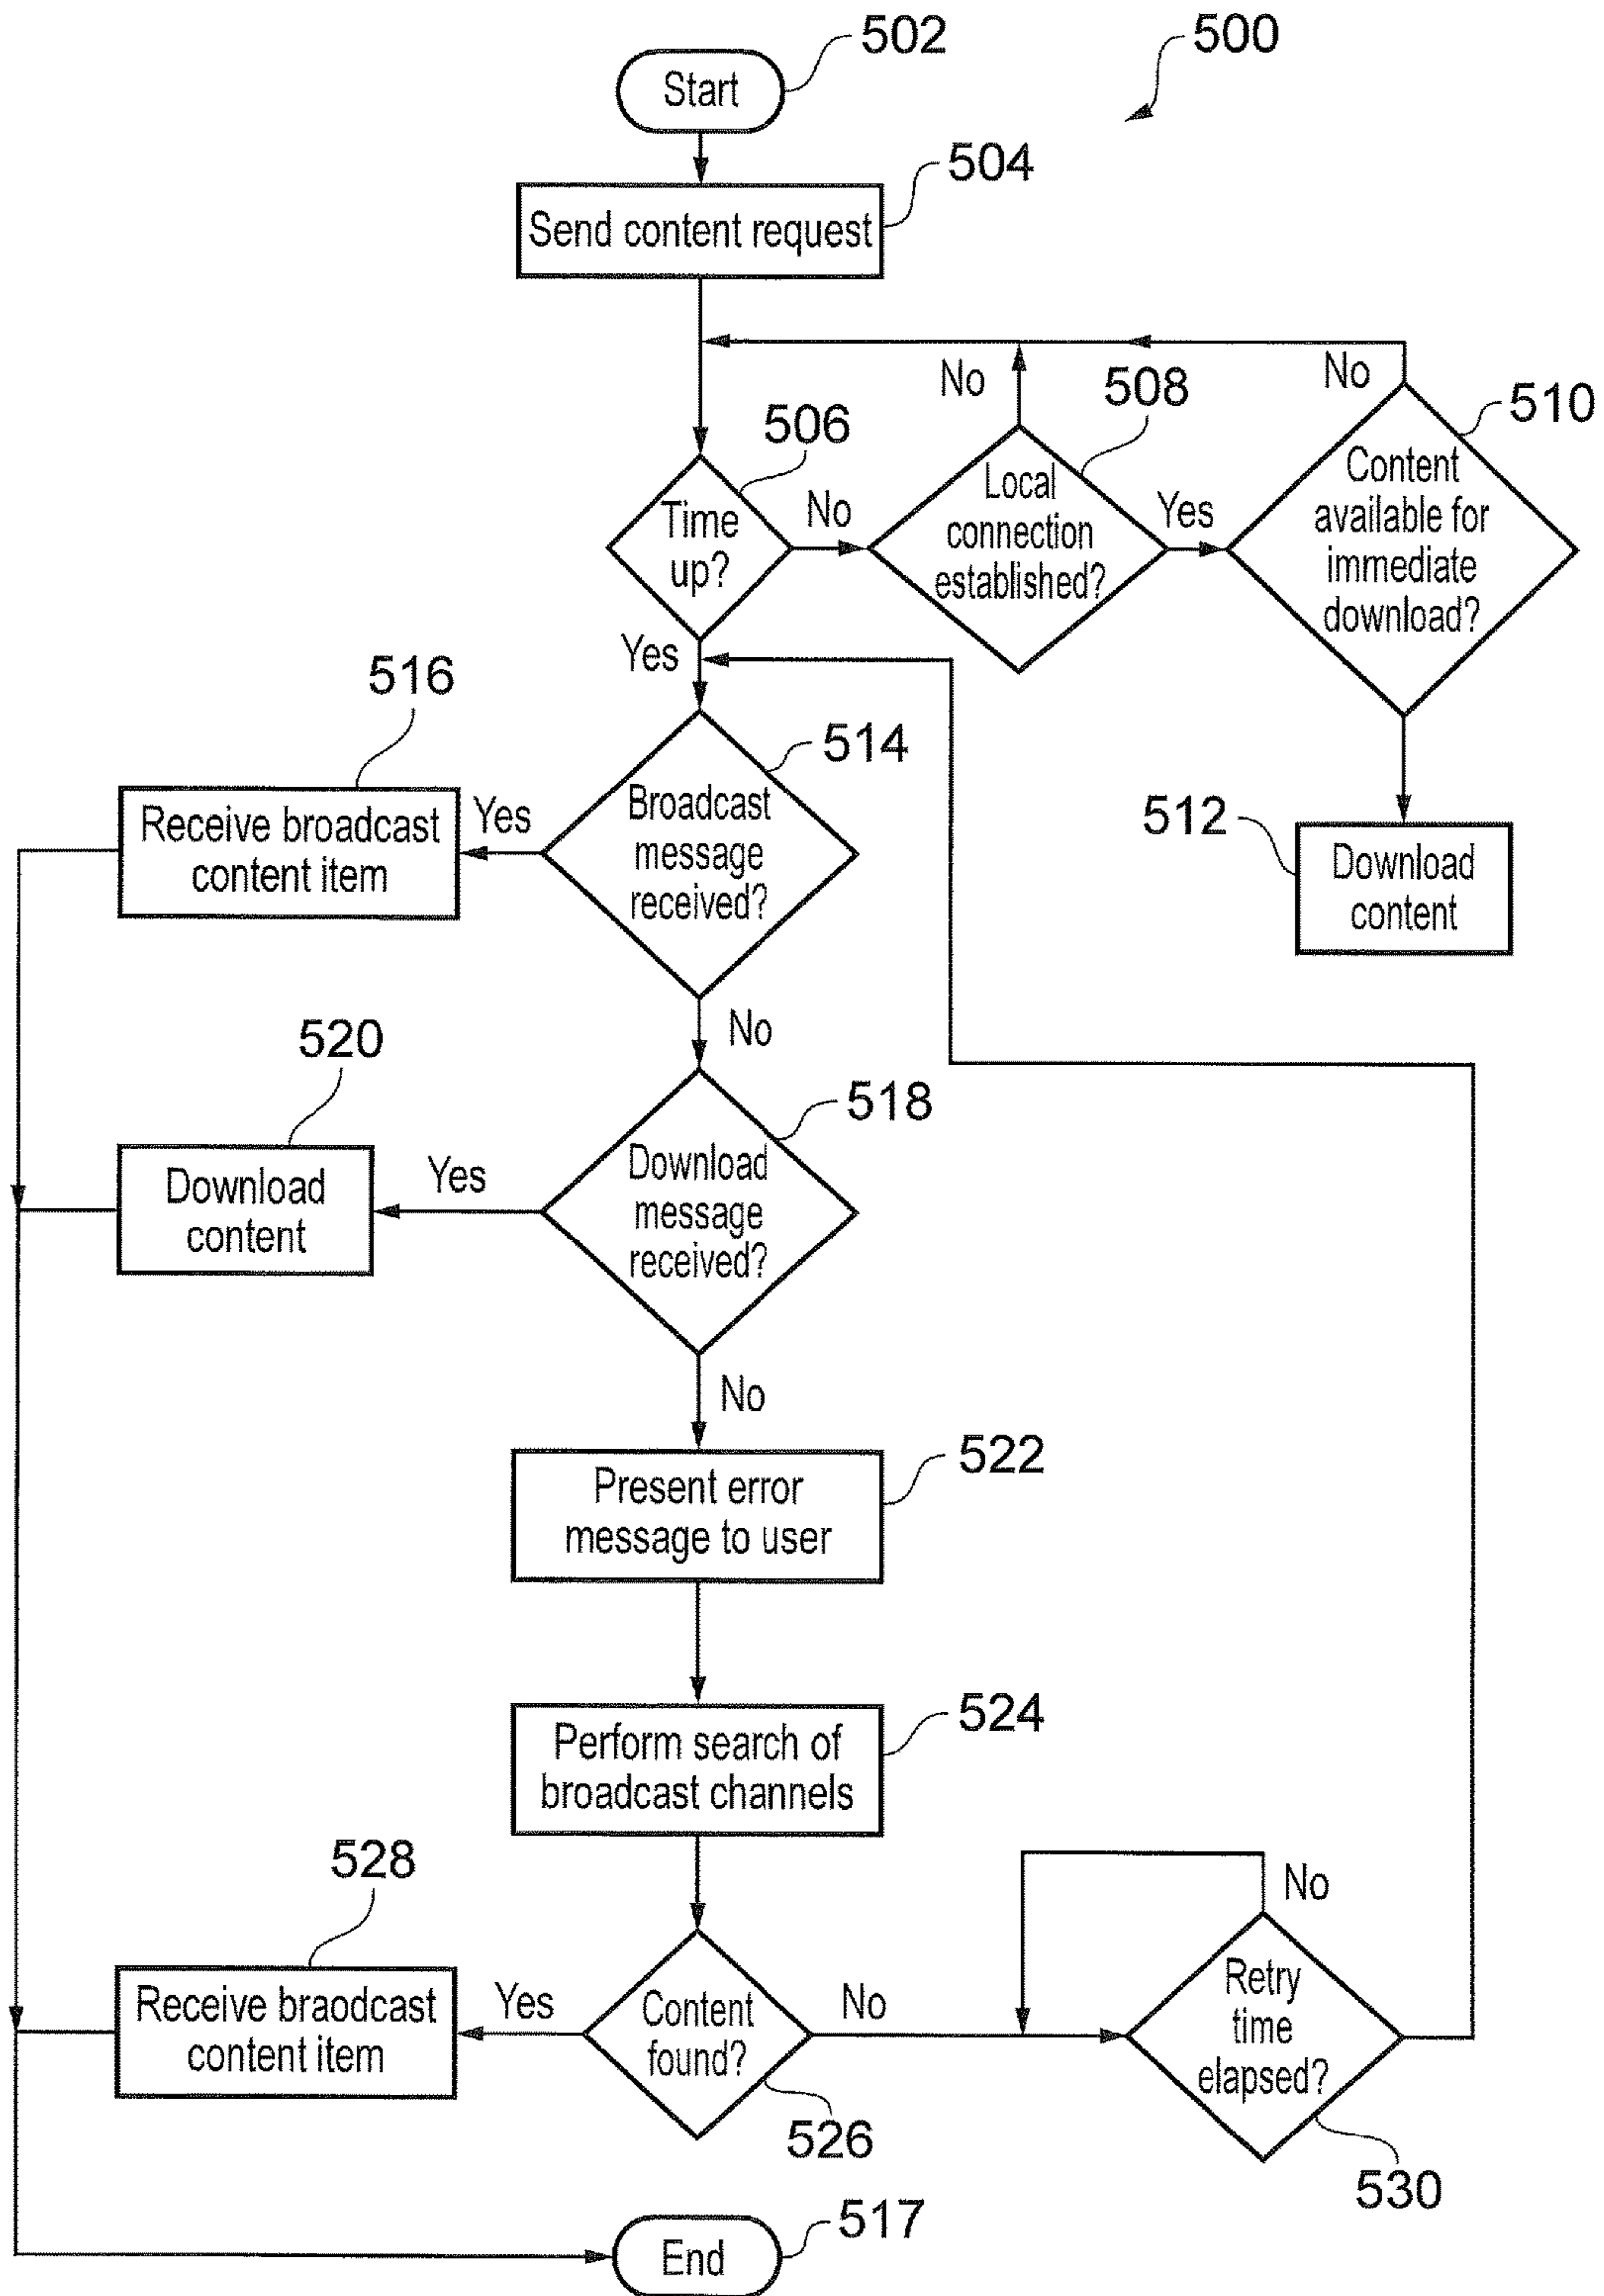 502
500
Start
504
Send content request
No
508
No
510
506
Time
up?
No
Local
connection
established?
Yes
Content
available for
immediate
download?
Yes
516
514
Receive broadcast
content item
Yes
Broadcast
message
received?
512
Download
content
No
520
518
Download
content
Yes
Download
message
received?
No
522
Present error
message to user
524
Perform search of
broadcast channels
528
No
Receive braodcast
content item
Yes
Content
found?
No
Retry
time
elapsed?
526
530
517
End